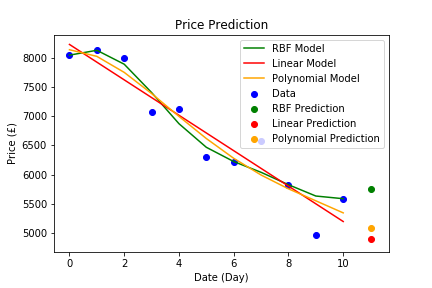 Price Prediction
RBF Model
Linear Model
Polynomial Model
Data
RBF Prediction
Linear Prediction
Polynomial Prediction
8000
7500
7000
6500
6000
5500
5000
Price (£)
0 2 4 6 8 10
Date (Day)